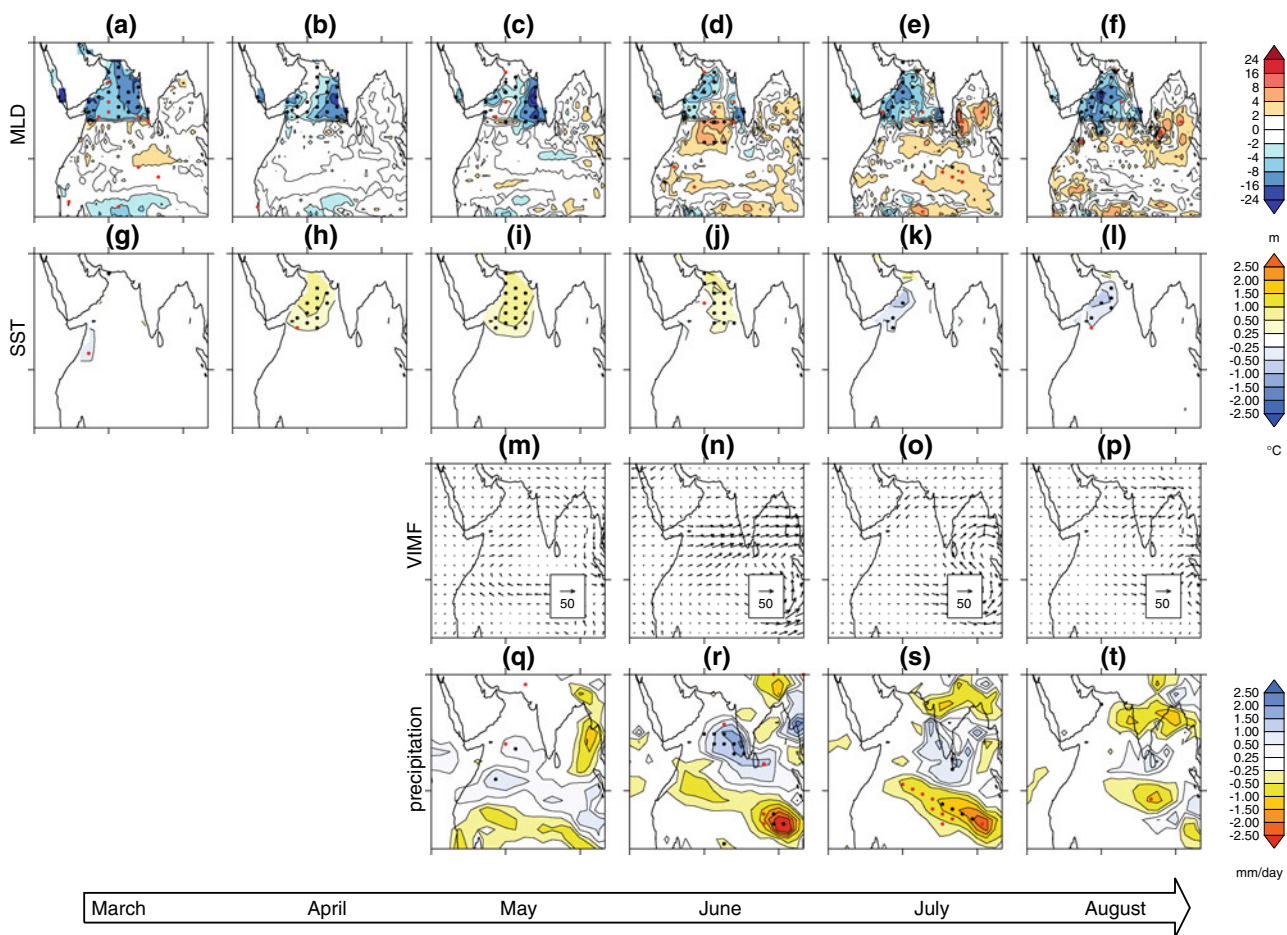 (a) (b) (c) (d) (e) (f)
MLD
24
16
8
4
2
0
-2
-4
-8
-16
-24
m
(g) (h) (i) (j) (k) (l)
SST
2.50
2.00
1.50
1.00
0.50
0.25
-0.25
-0.50
-1.00
-1.50
-2.00
-2.50
°C
(m) (n) (o) (p)
VIMF
50 50 50 50
(q) (r) (s) (t)
precipitation
2.50
2.00
1.50
1.00
0.50
0.25
-0.25
-0.50
-1.00
-1.50
-2.00
-2.50
mm/day
March April May June July August